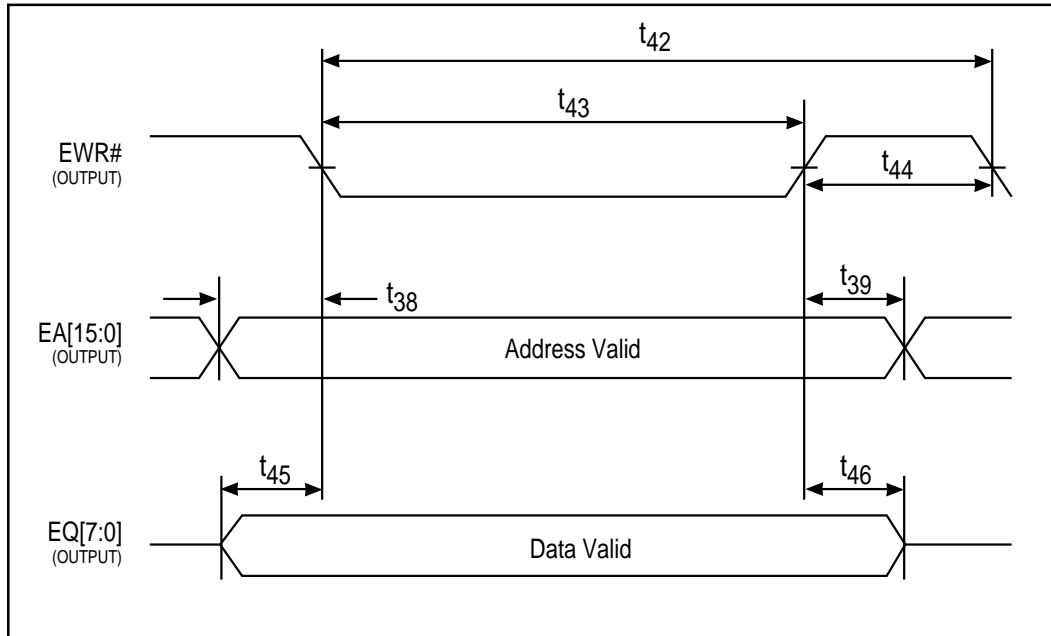 t42
t43
EWR#
(OUTPUT)
t44
t38
t39
EA[15:0]
(OUTPUT)
Address Valid
t45
t46
EQ[7:0]
(OUTPUT)
Data Valid